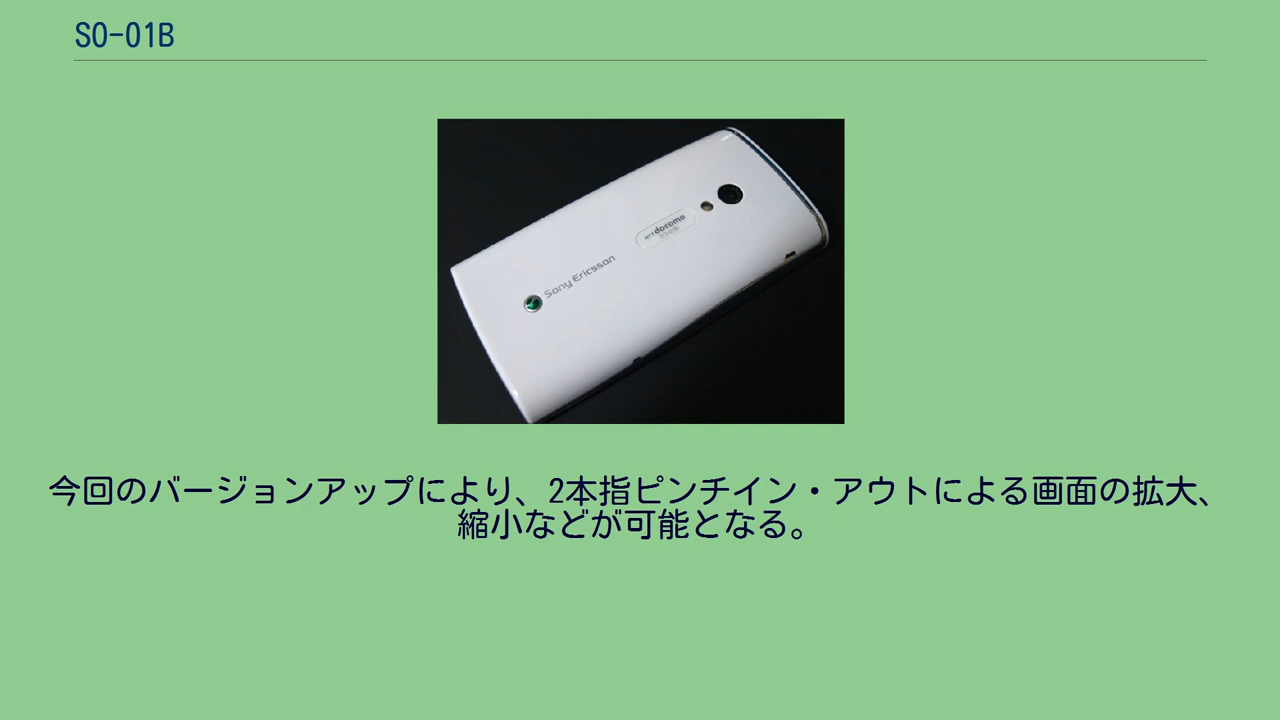 SO-01B
docomo
Sony Ericsson
今回のバージョンアップにより、2本指ピンチイン・アウトによる画面の拡大、
縮小などが可能となる。